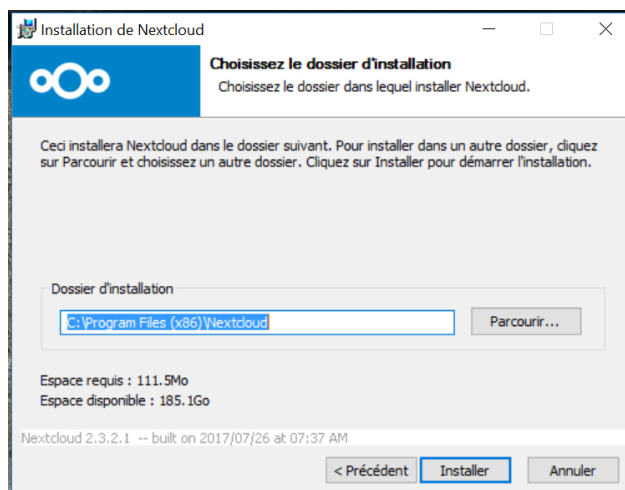 Installation de Nextcloud
Choisissez le dossier d'installation
Choisissez le dossier dans lequel installer Nextcloud.
Ceci installera Nextcloud dans le dossier suivant. Pour installer dans un autre dossier, cliquez
sur Parcourir et choisissez un autre dossier. Cliquez sur Installer pour démarrer l'installation.
Dossier d'installation
C:\Program Files (x86)\Nextcloud
Parcourir...
Espace requis : 111.5Mo
Espace disponible : 185.1Go
Nextcloud 2.3.2.1 -- built on 2017/07/26 at 07:37 AM
< Précédent
Installer
Annuler